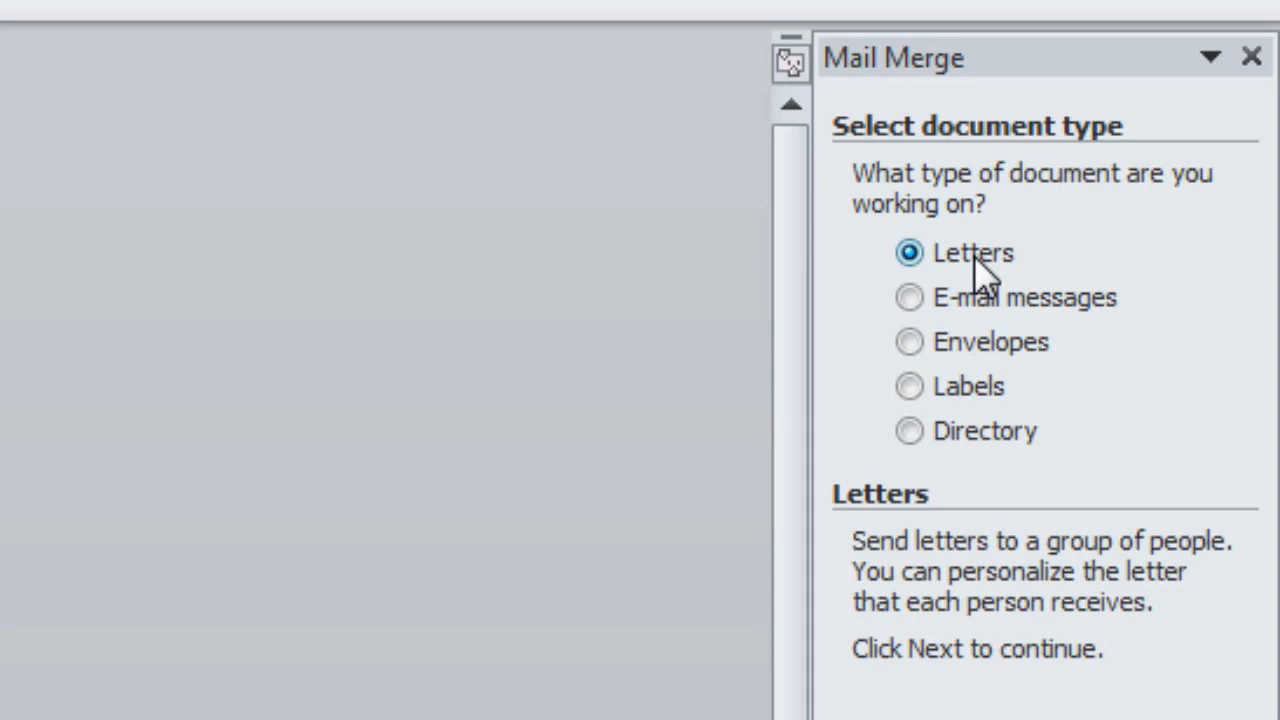 Mail Merge
Select document type
What type of document are you
working on?
Letters
E-mail messages
Envelopes
Labels
Directory
Letters
Send letters to a group of people.
You can personalize the letter
that each person receives.
Click Next to continue.